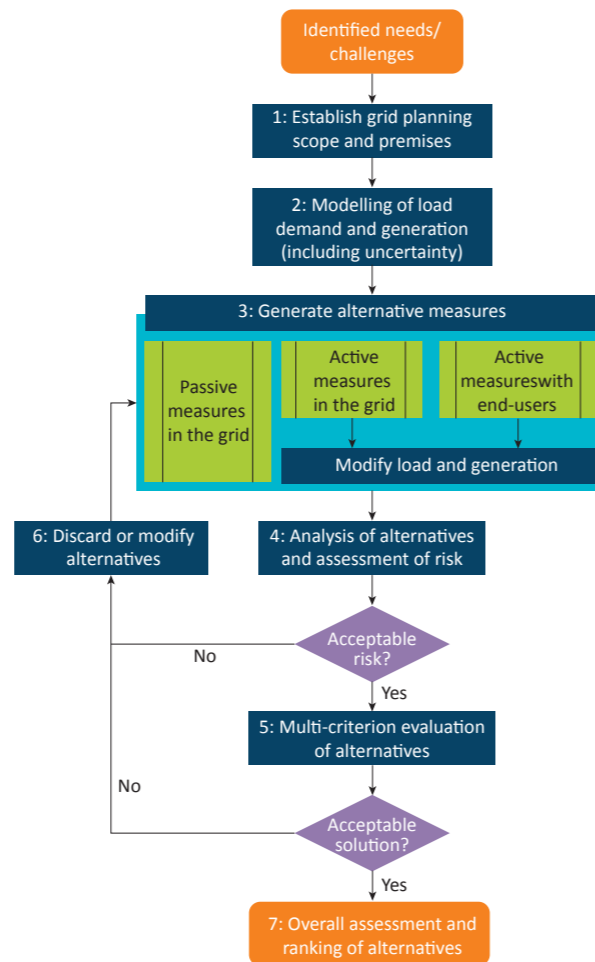 Identified needs/
challenges
1: Establish grid planning
scope and premises
2: Modelling of load
demand and generation
(including uncertainty)
3: Generate alternative measures
Passive
measures
in the grid
Active
measures
in the grid
Active
measureswith
end-users
Modify load and generation
6: Discard or modify
alternatives
4: Analysis of alternatives
and assessment of risk
Acceptable
risk?
No
Yes
5: Multi-criterion evaluation
of alternatives
No
Acceptable
solution?
Yes
7: Overall assessment and
ranking of alternatives